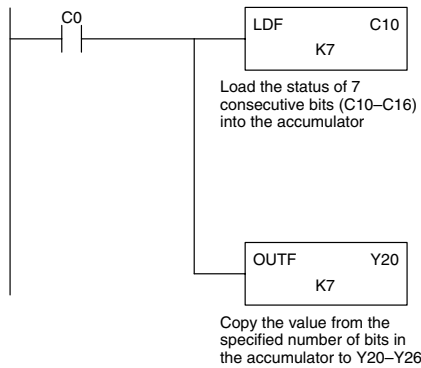 C0
LDF C10
K7
Load the status of 7
consecutive bits (C10–C16)
into the accumulator
OUTF Y20
K7
Copy the value from the
specified number of bits in
the accumulator to Y20–Y26